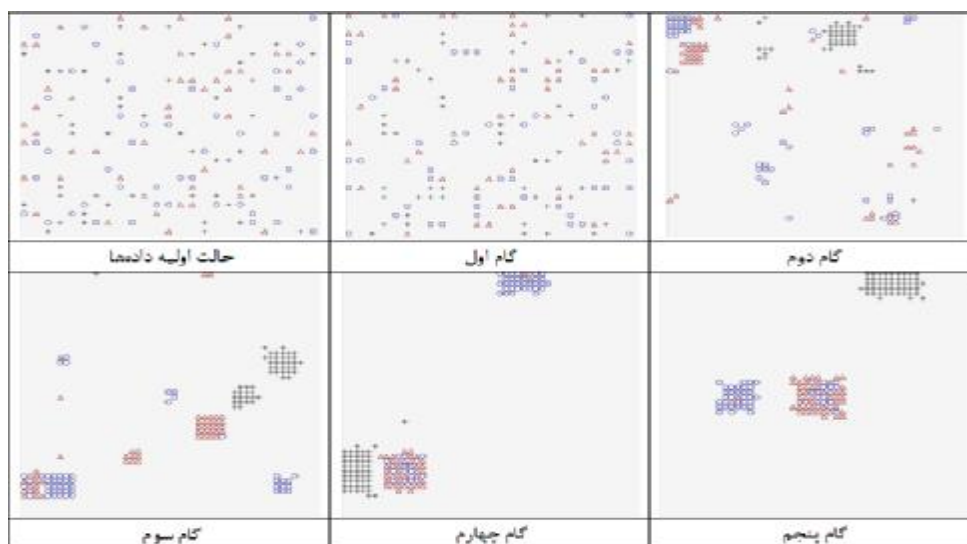 حالت اولیه داده‌ها
گام اول
گام دوم
گام سوم
گام چهارم
گام پنجم